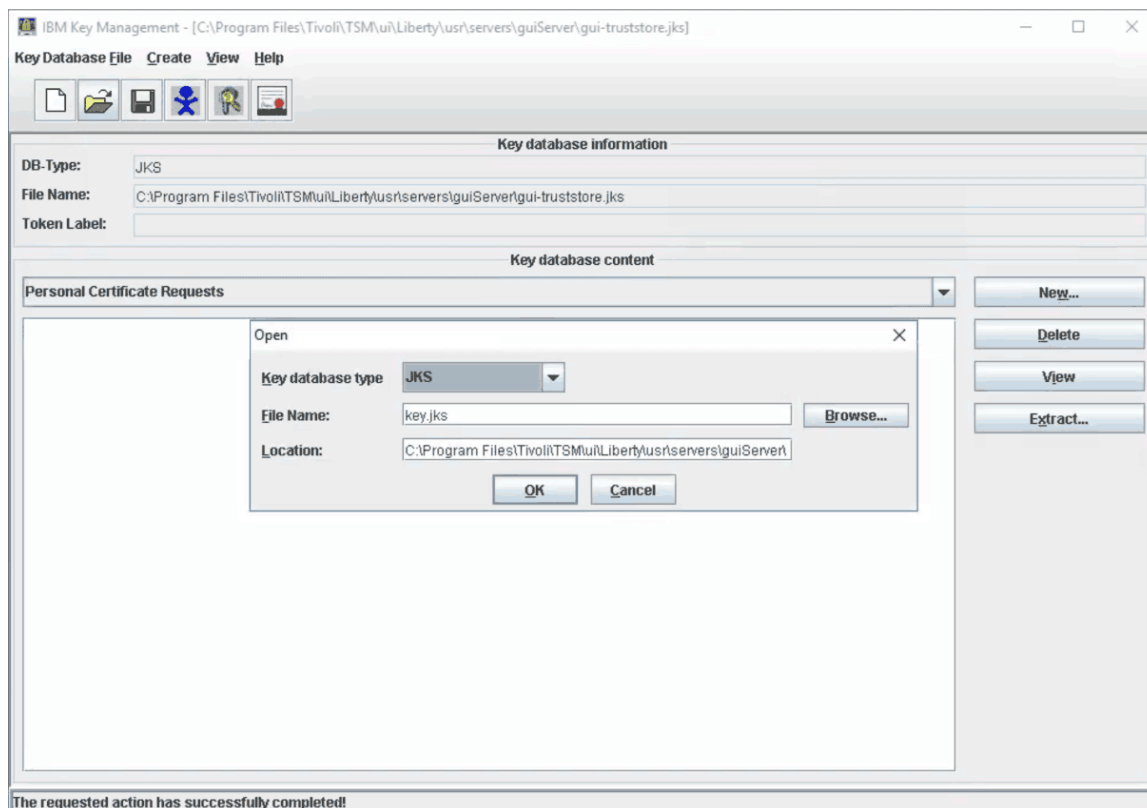 IBM Key Management - [C:\Program Files\Tivoli\TSM\ui\Liberty\usr\servers\guiServer\gui-truststore.jks]
Key Database File Create View Help
Key database information
DB-Type: JKS
File Name: C:\Program Files\Tivoli\TSM\ui\Liberty\usr\servers\guiServer\gui-truststore.jks
Token Label:
Key database content
Personal Certificate Requests
New...
Open
Delete
Key database type JKS
View
File Name: key.jks Browse...
Extract...
Location: C:\Program Files\Tivoli\TSM\ui\Liberty\usr\servers\guiServer\
OK Cancel
The requested action has successfully completed!